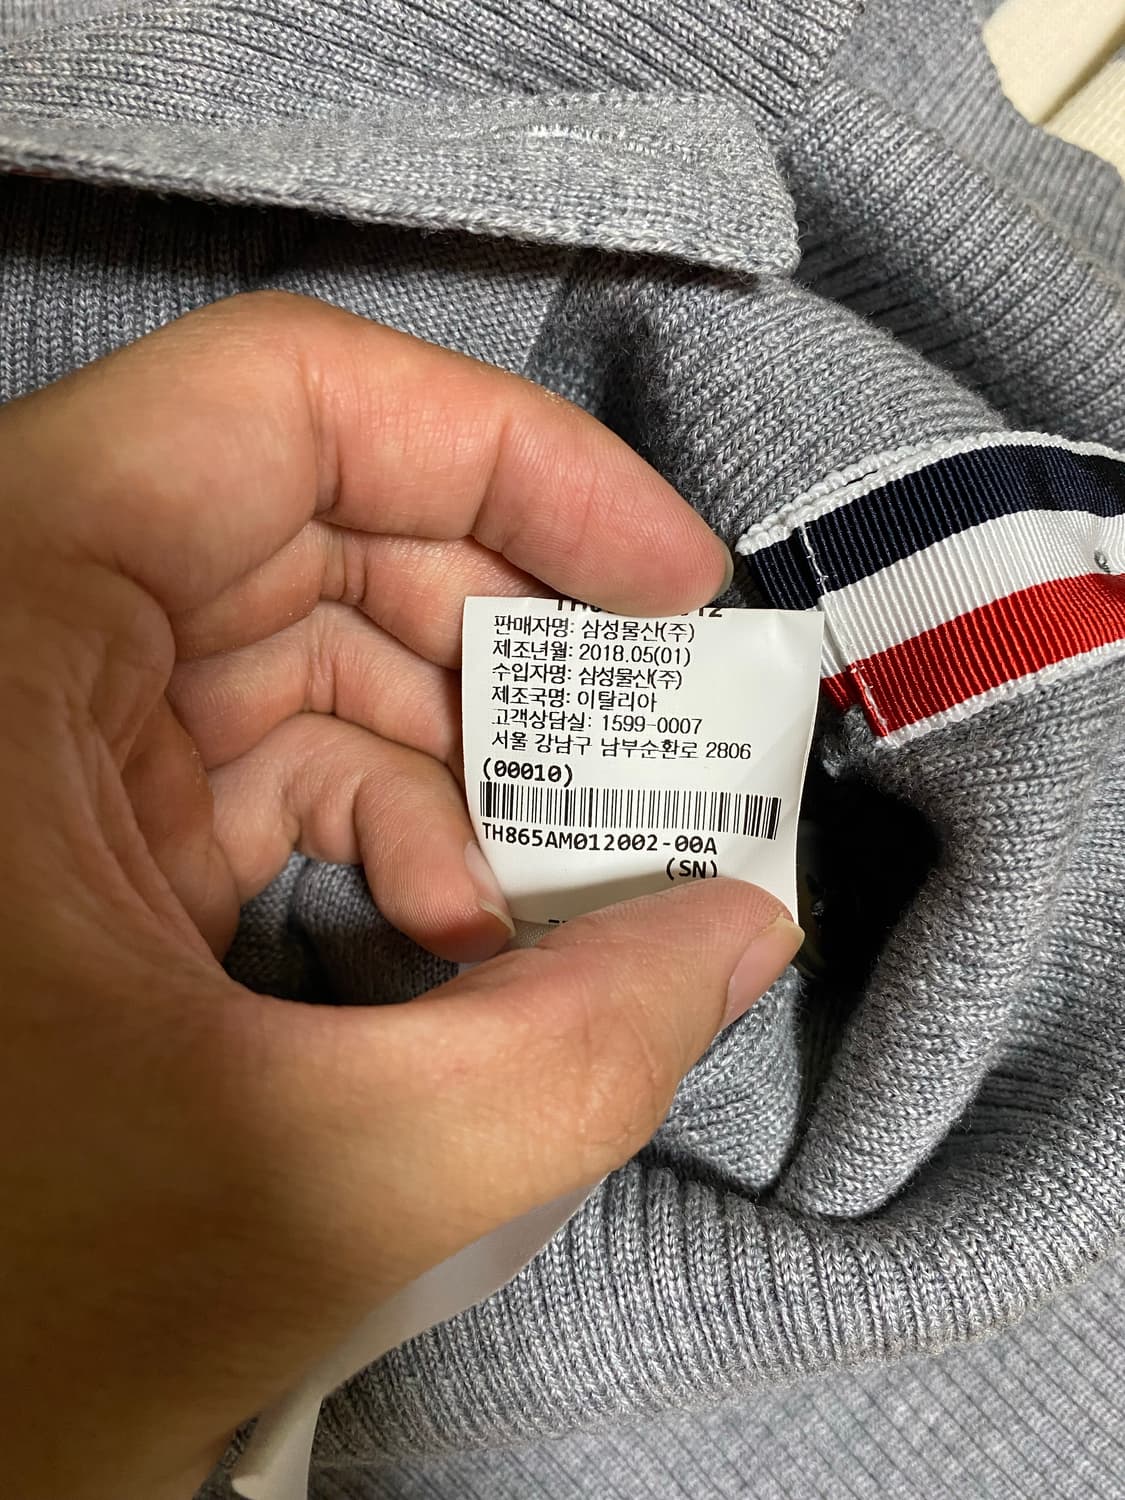 판매자명: 삼성물산(주)
제조년월: 2018.05(01)
수입자명: 삼성물산(주)
제조국명: 이탈리아
고객상담실: 1599-0007
서울 강남구 남부순환로 2806
(00010)
TH865AM012002-00A
(SN)